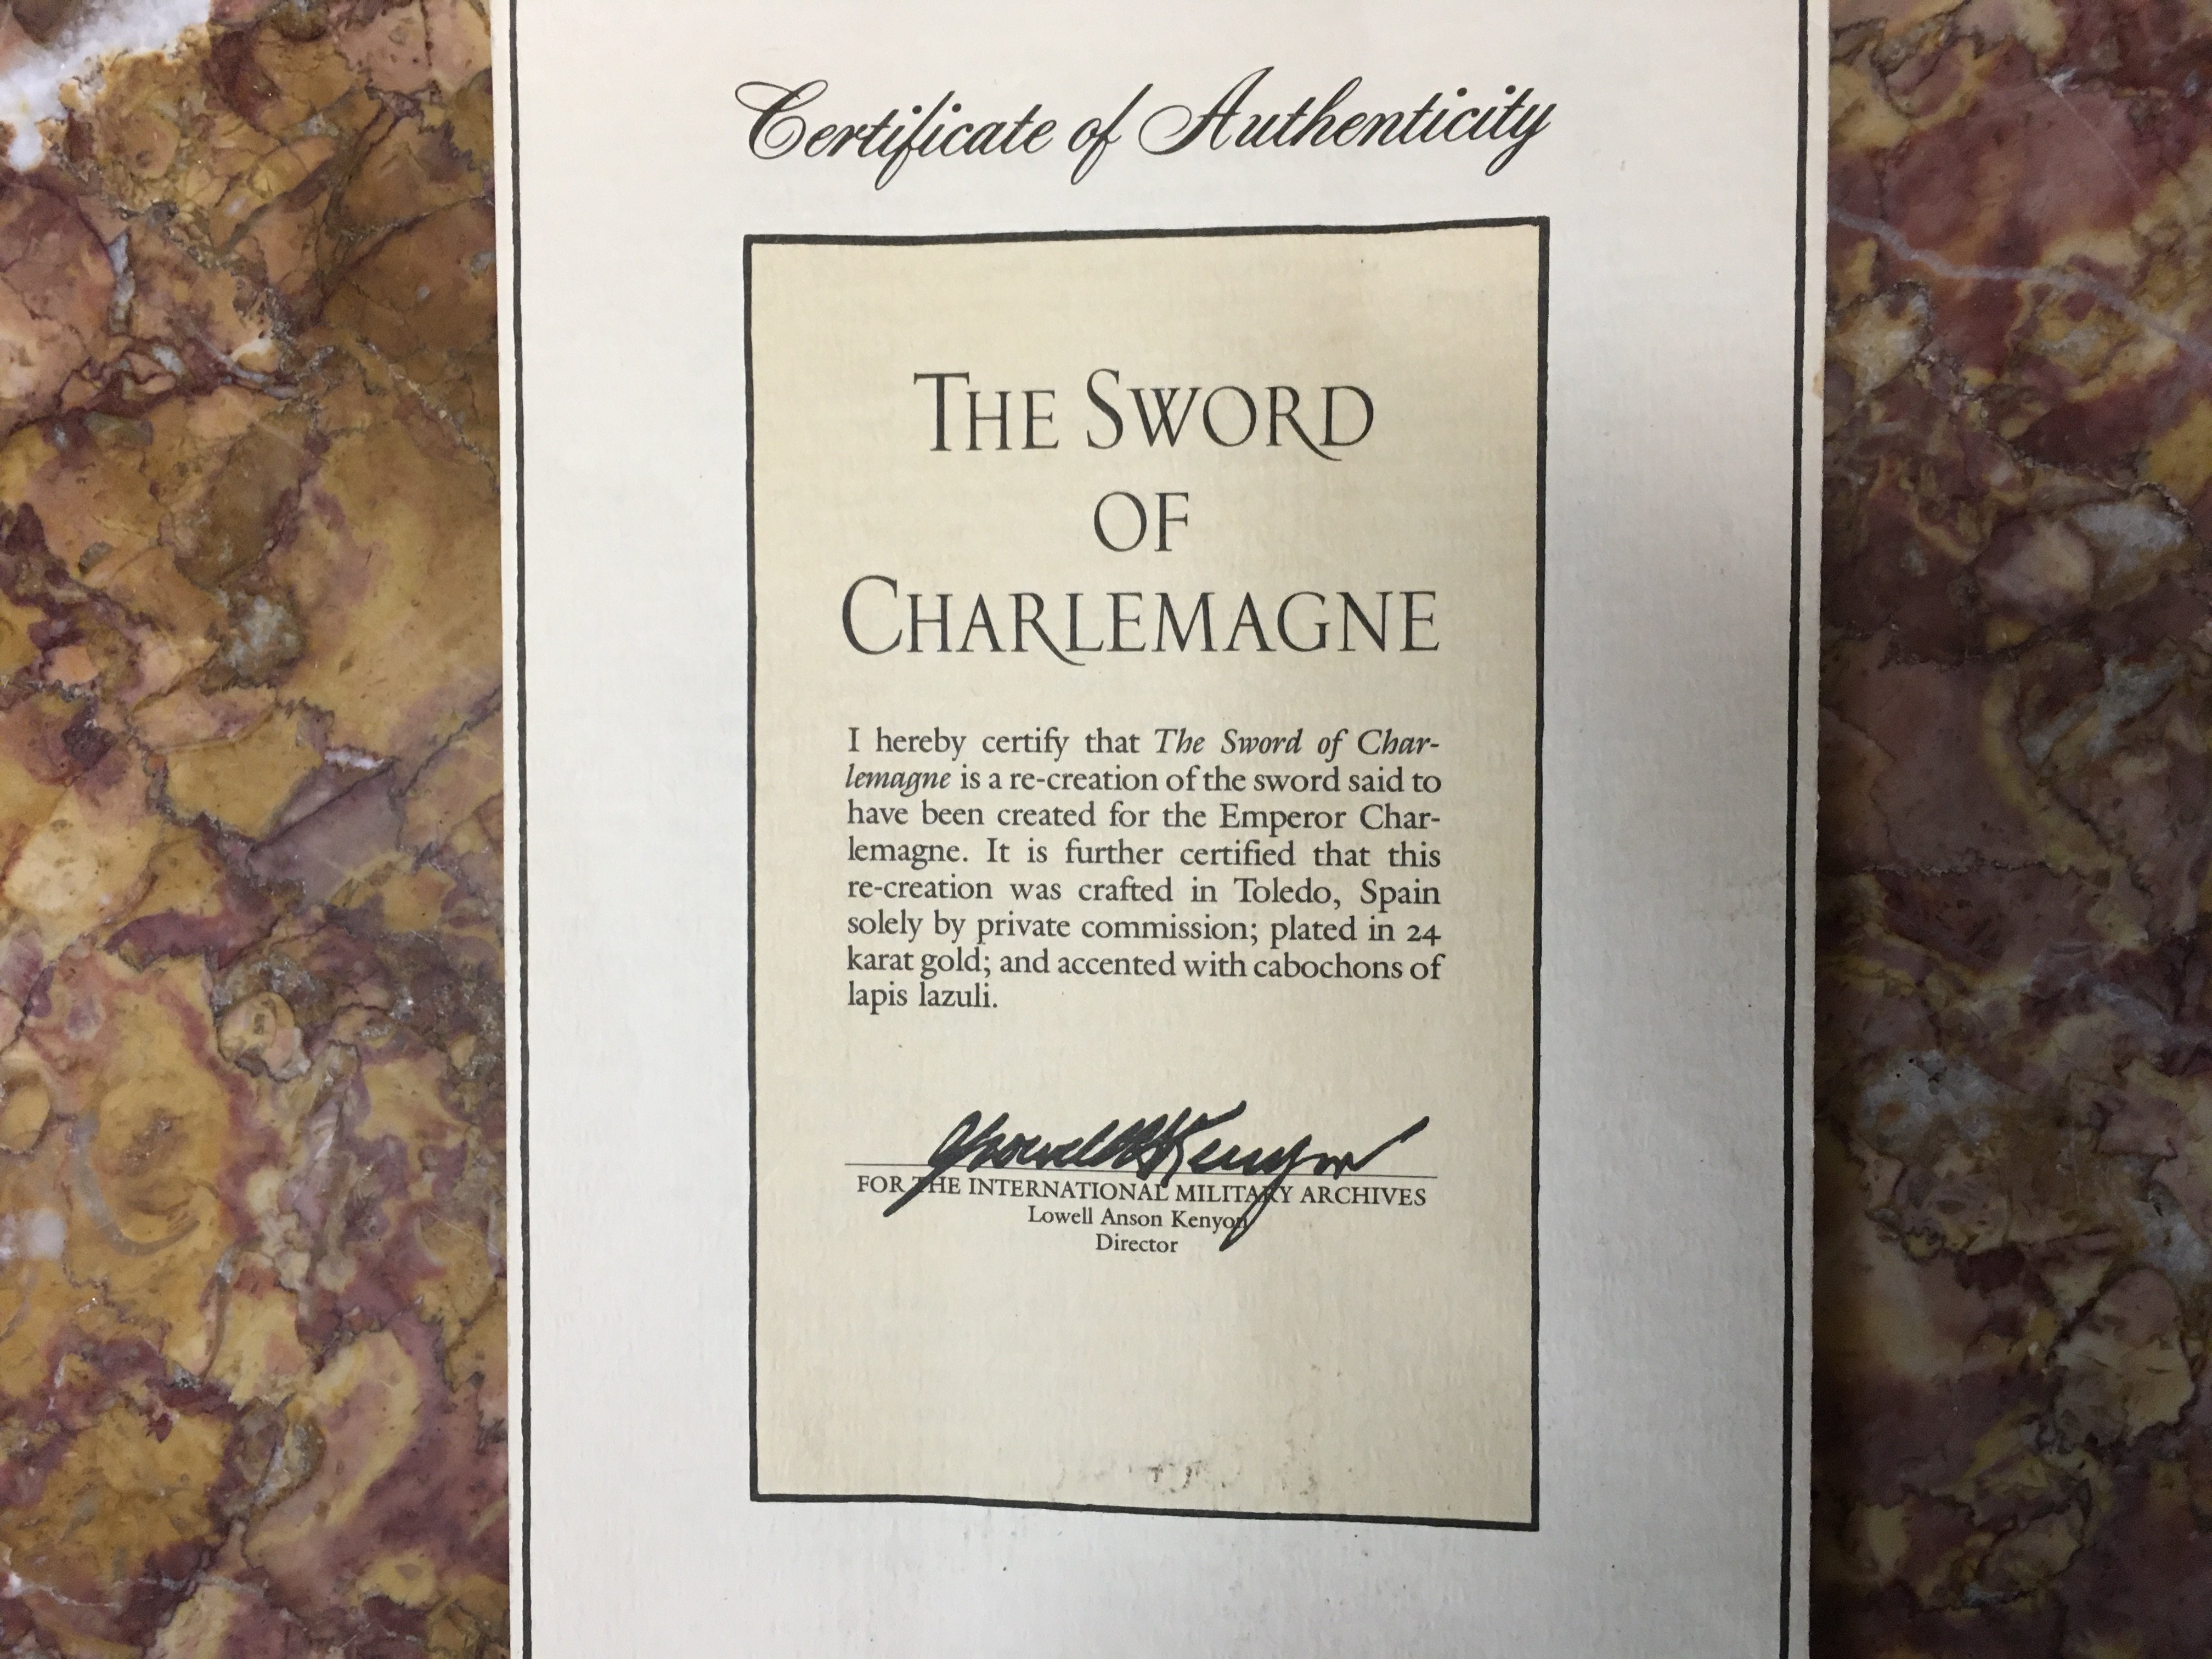 Certificate of Authenticity
THE SWORD
OF
CHARLEMAGNE
I hereby certify that The Sword of Char-
lemagne is a re-creation of the sword said to
have been created for the Emperor Char-
lemagne. It is further certified that this
re-creation was crafted in Toledo, Spain
solely by private commission; plated in 24
karat gold; and accented with cabochons of
lapis lazuli.
Lowell A Kenyon
FOR THE INTERNATIONAL MILITARY ARCHIVES
Lowell Anson Kenyon
Director